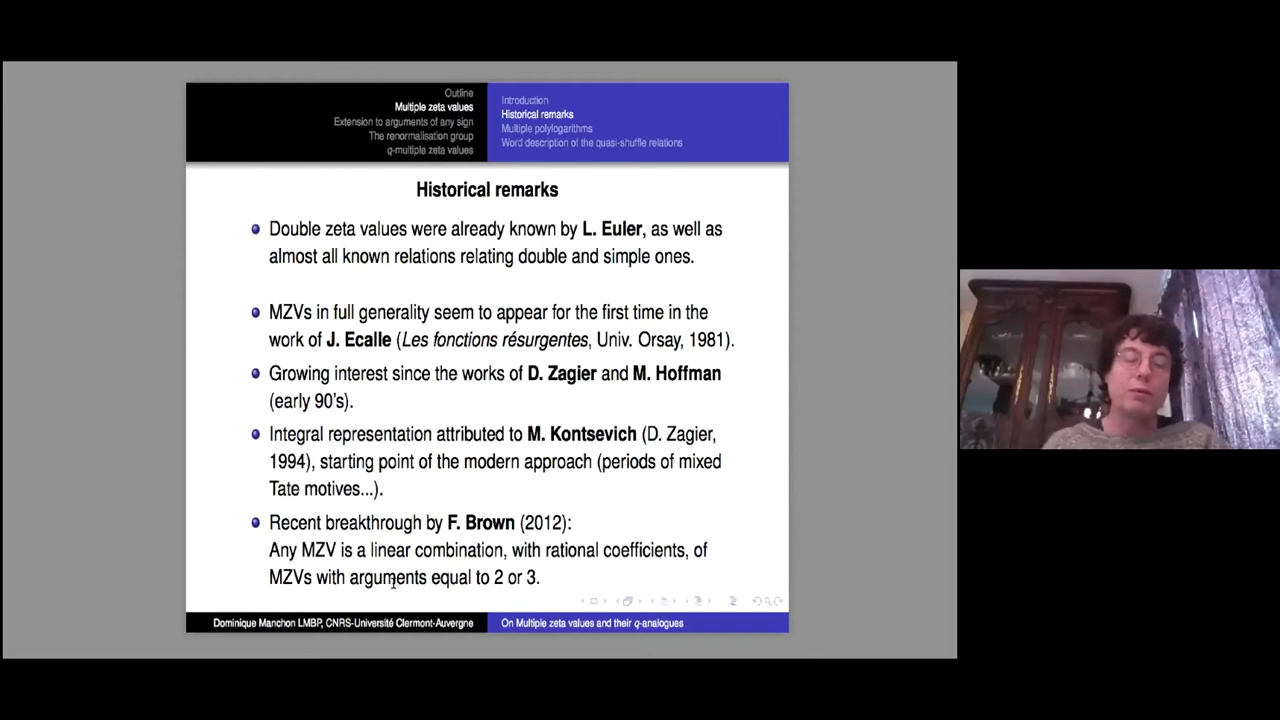 Outline
Multiple zeta values
Extension to arguments of any sign
The renormalisation group
q-multiple zeta values
Introduction
Historical remarks
Multiple polylogarithms
Word description of the quasi-shuffle relations
Historical remarks
Double zeta values were already known by L. Euler, as well as
almost all known relations relating double and simple ones.
MZVs in full generality seem to appear for the first time in the
work of J. Ecalle (Les fonctions résurgentes, Univ. Orsay, 1981).
Growing interest since the works of D. Zagier and M. Hoffman
(early 90's).
Integral representation attributed to M. Kontsevich (D. Zagier,
1994), starting point of the modern approach (periods of mixed
Tate motives...).
Recent breakthrough by F. Brown (2012):
Any MZV is a linear combination, with rational coefficients, of
MZVs with arguments equal to 2 or 3.
Dominique Manchon LMBP, CNRS-Université Clermont-Auvergne
On Multiple zeta values and their q-analogues